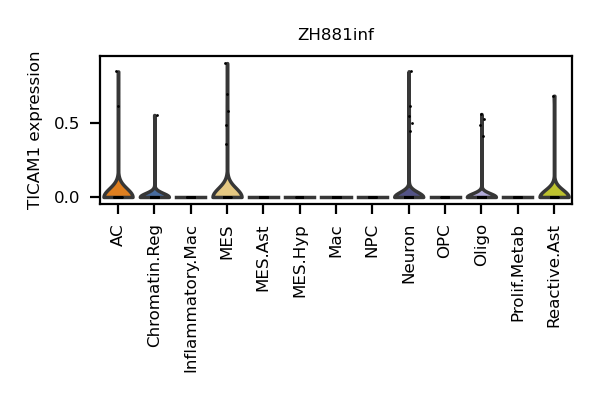 ZH881inf
TICAM1 expression
0.5
0.0
AC
Chromatin.Reg
Inflammatory.Mac
MES
MES.Ast
MES.Hyp
Mac
NPC
Neuron
OPC
Oligo
Prolif.Metab
Reactive.Ast